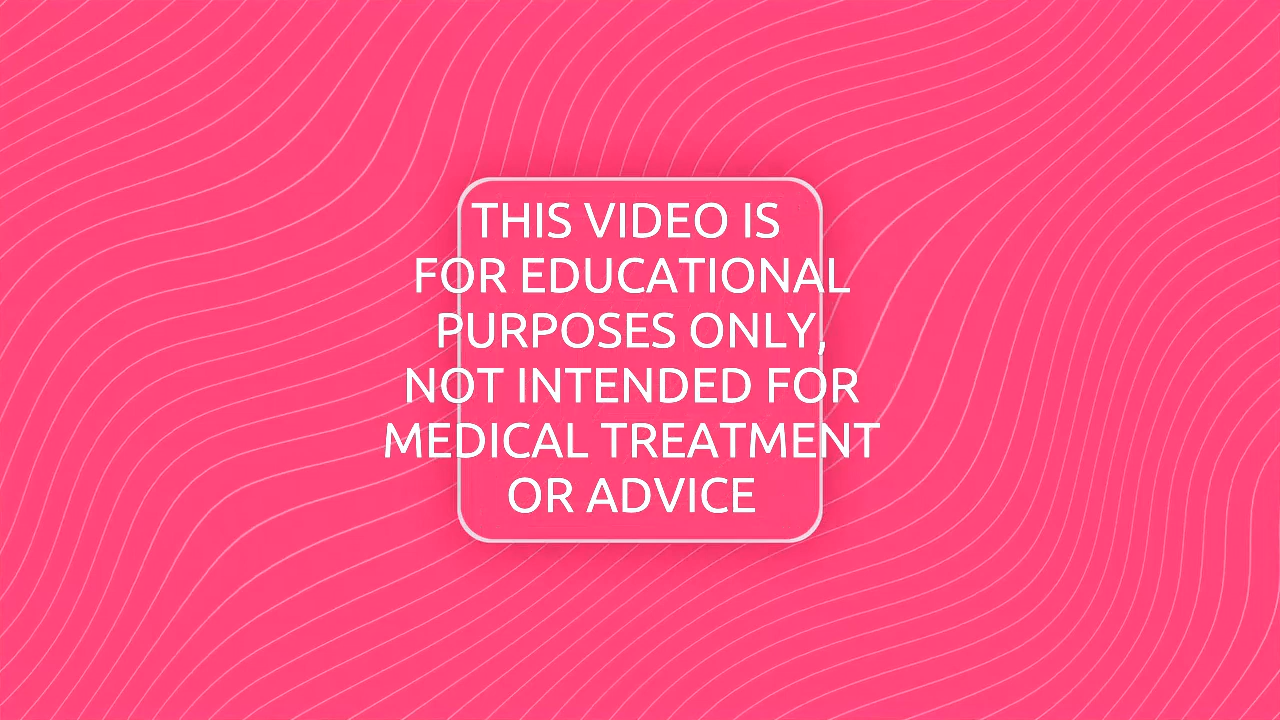 THIS VIDEO IS
FOR EDUCATIONAL
PURPOSES ONLY,
NOT INTENDED FOR
MEDICAL TREATMENT
OR ADVICE